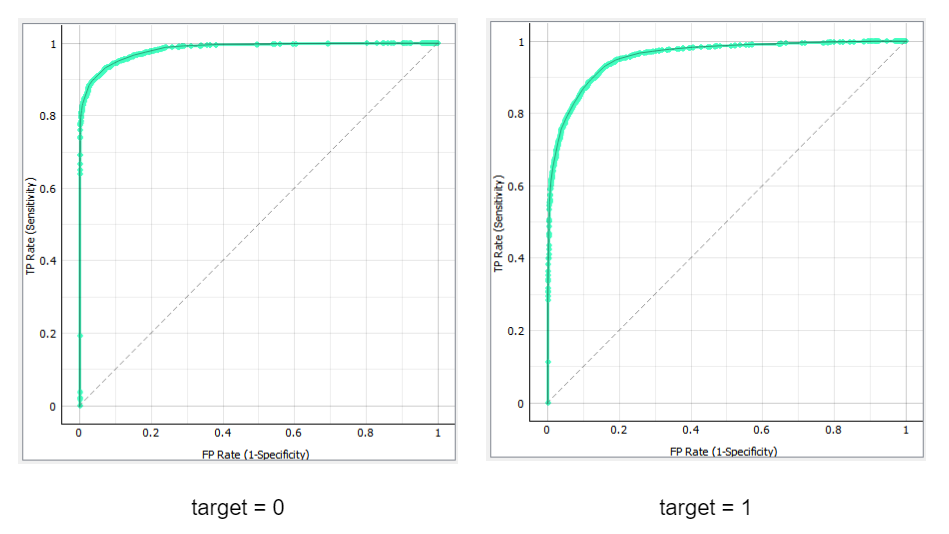 1
0.8
0.6
0.4
0.2
0
TP Rate (Sensitivity)
0 0.2 0.4 0.6 0.8 1
FP Rate (1-Specificity)
target = 0
1
0.8
0.6
0.4
0.2
0
TP Rate (Sensitivity)
0 0.2 0.4 0.6 0.8 1
FP Rate (1-Specificity)
target = 1